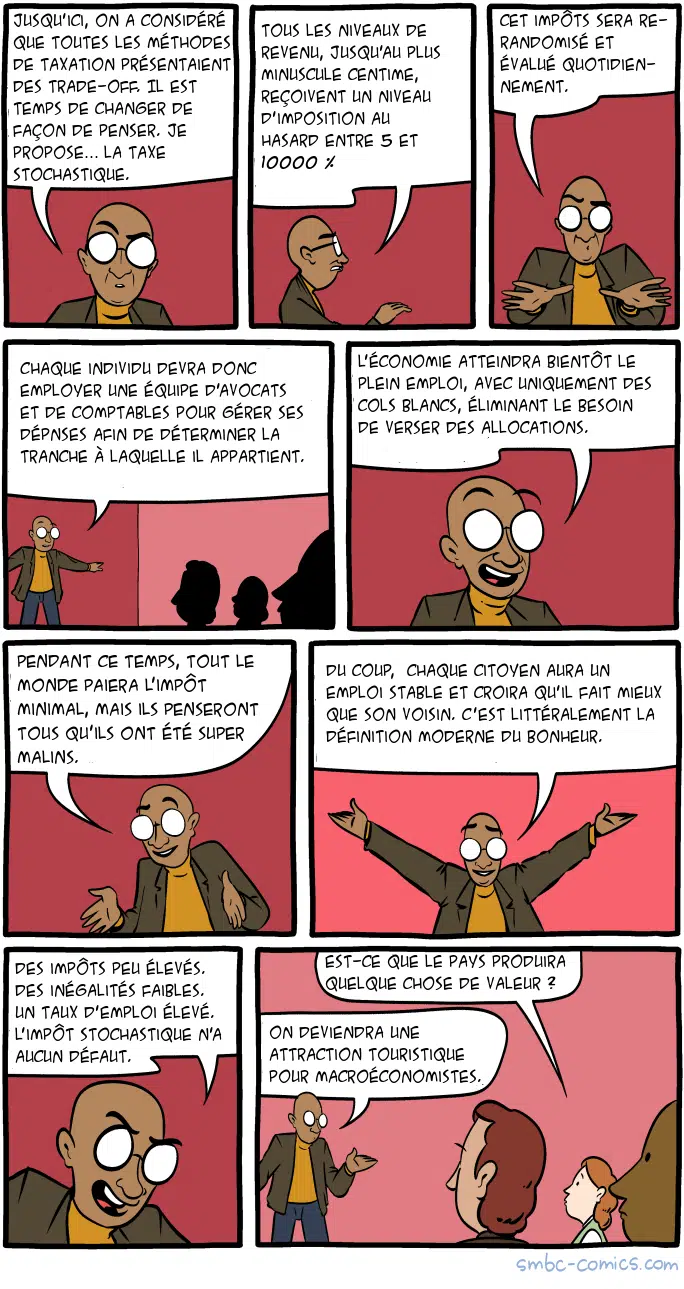 JUSQU'ICI, ON A CONSIDÉRÉ
QUE TOUTES LES MÉTHODES
DE TAXATION PRÉSENTAIENT
DES TRADE-OFF. IL EST
TEMPS DE CHANGER DE
FAÇON DE PENSER. JE
PROPOSE... LA TAXE
STOCHASTIQUE.
TOUS LES NIVEAUX DE
REVENU, JUSQU'AU PLUS
MINUSCULE CENTIME,
REÇOIVENT UN NIVEAU
D'IMPOSITION AU
HASARD ENTRE 5 ET
10000 %
CET IMPÔTS SERA RE-
RANDOMISÉ ET
ÉVALUÉ QUOTIDIEN-
NEMENT.
CHAQUE INDIVIDU DEVRA DONC
EMPLOYER UNE ÉQUIPE D'AVOCATS
ET DE COMPTABLES POUR GÉRER SES
DÉPNSES AFIN DE DÉTERMINER LA
TRANCHE À LAQUELLE IL APPARTIENT.
L'ÉCONOMIE ATTEINDRA BIENTÔT LE
PLEIN EMPLOI, AVEC UNIQUEMENT DES
COLS BLANCS, ÉLIMINANT LE BESOIN
DE VERSER DES ALLOCATIONS.
PENDANT CE TEMPS, TOUT LE
MONDE PAIERA L'IMPÔT
MINIMAL, MAIS ILS PENSERONT
TOUS QU'ILS ONT ÉTÉ SUPER
MALINS.
DU COUP, CHAQUE CITOYEN AURA UN
EMPLOI STABLE ET CROIRA QU'IL FAIT MIEUX
QUE SON VOISIN. C'EST LITTÉRALEMENT LA
DÉFINITION MODERNE DU BONHEUR.
DES IMPÔTS PEU ÉLEVÉS.
DES INÉGALITÉS FAIBLES.
UN TAUX D'EMPLOI ÉLEVÉ.
L'IMPÔT STOCHASTIQUE N'A
AUCUN DÉFAUT.
EST-CE QUE LE PAYS PRODUIRA
QUELQUE CHOSE DE VALEUR ?
ON DEVIENDRA UNE
ATTRACTION TOURISTIQUE
POUR MACROÉCONOMISTES.
smbc-comics.com